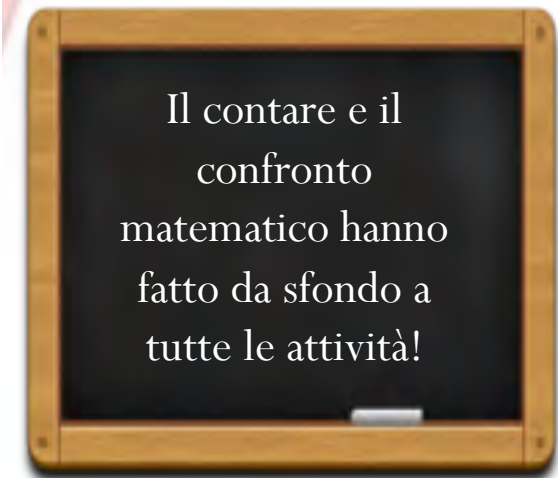 Il contare e il
confronto
matematico hanno
fatto da sfondo a
tutte le attività!